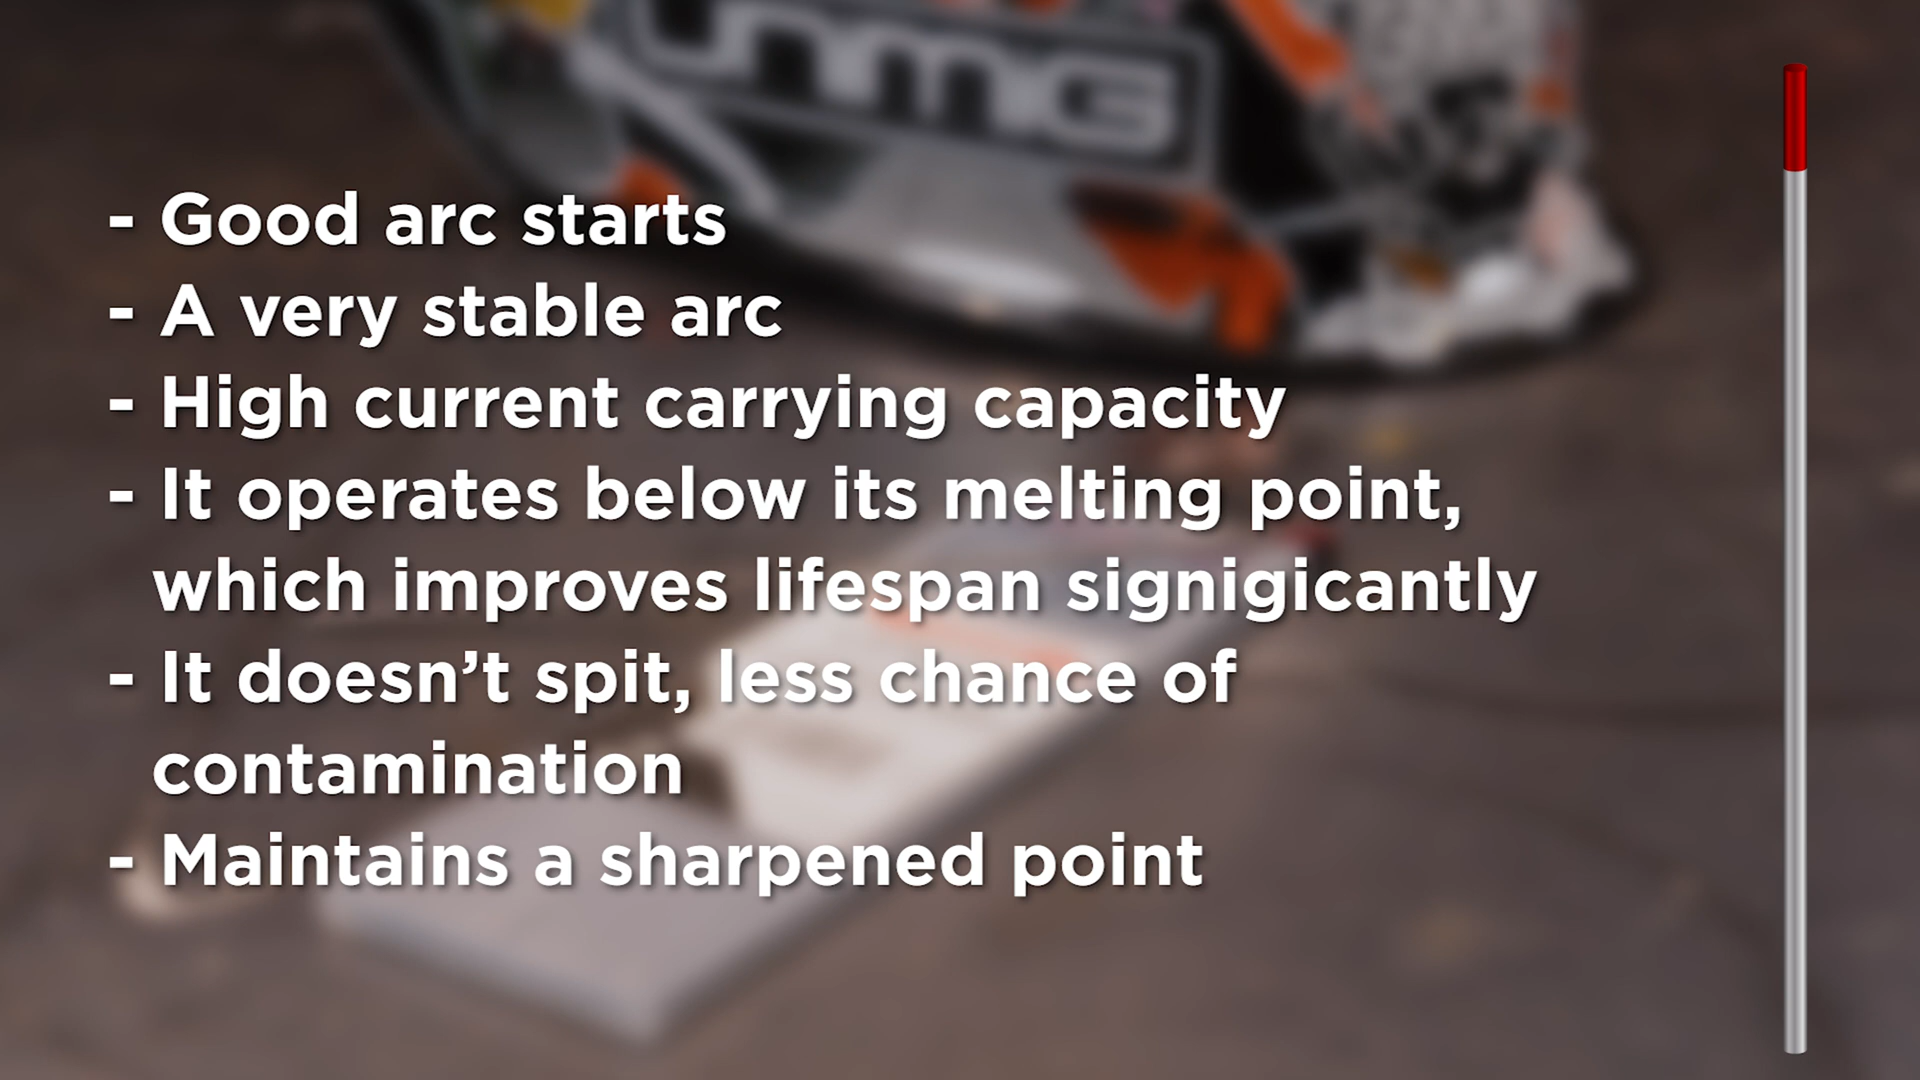 - Good arc starts
- A very stable arc
- High current carrying capacity
- It operates below its melting point,
which improves lifespan signigicantly
- It doesn’t spit, less chance of
contamination
- Maintains a sharpened point